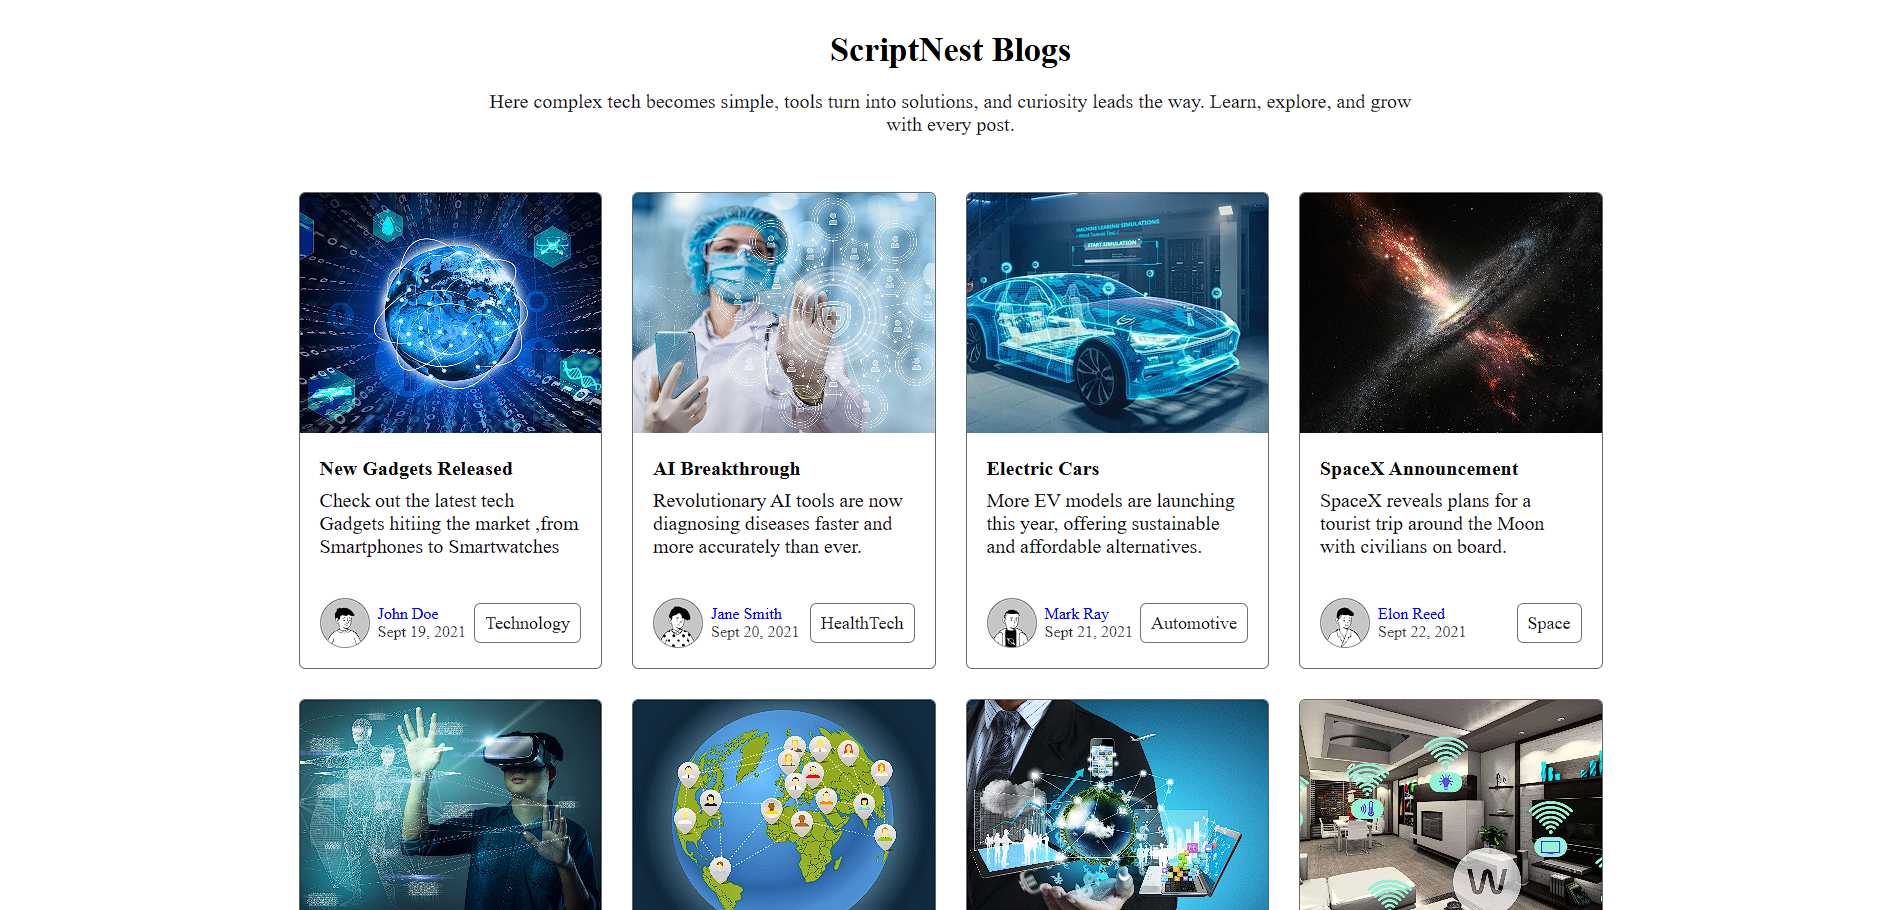 ScriptNest Blogs
Here complex tech becomes simple, tools turn into solutions, and curiosity leads the way. Learn, explore, and grow
with every post.
MACHINE LEARING SIMULATIONS
START SIMULATION
New Gadgets Released
Check out the latest tech
Gadgets hitiing the market ,from
Smartphones to Smartwatches
John Doe
Sept 19, 2021
Technology
AI Breakthrough
Revolutionary AI tools are now
diagnosing diseases faster and
more accurately than ever.
Jane Smith
Sept 20, 2021
HealthTech
Electric Cars
More EV models are launching
this year, offering sustainable
and affordable alternatives.
Mark Ray
Sept 21, 2021
Automotive
SpaceX Announcement
SpaceX reveals plans for a
tourist trip around the Moon
with civilians on board.
Elon Reed
Sept 22, 2021
Space
W